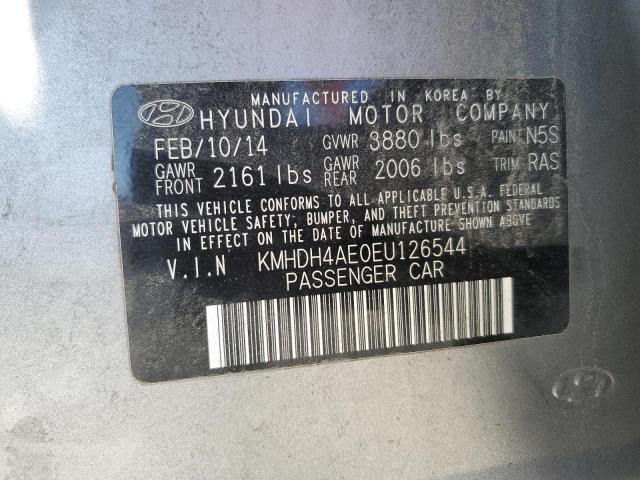 MANUFACTURED IN KOREA BY
HYUNDAI MOTOR COMPANY
FEB/10/14 GVWR 3880 lbs PAINT N5S
GAWR FRONT 2161 lbs GAWR REAR 2006 lbs TRIM RAS
THIS VEHICLE CONFORMS TO ALL APPLICABLE U.S.A. FEDERAL
MOTOR VEHICLE SAFETY, BUMPER, AND THEFT PREVENTION STANDARDS
IN EFFECT ON THE DATE OF MANUFACTURE SHOWN ABOVE.
V.I.N KMHDH4AE0EU126544
PASSENGER CAR